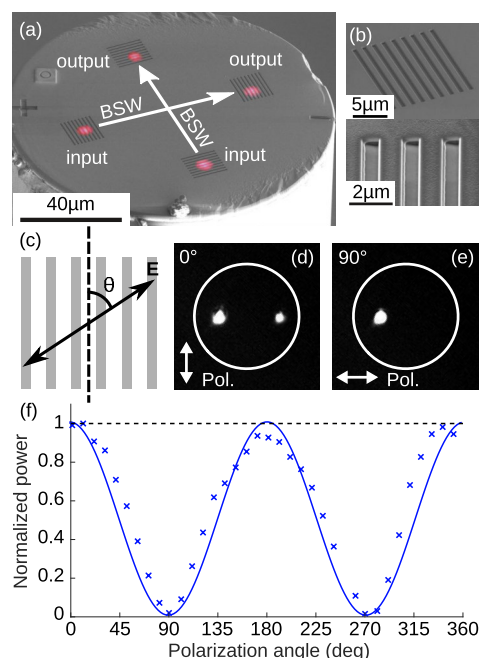 (a)
output
output
BSW
BSW
input
input
40µm
(b)
5µm
2µm
(c)
θ
E
0°
(d)
Pol.
90°
(e)
Pol.
(f)
Normalized power
1
0.8
0.6
0.4
0.2
0
0 45 90 135 180 225 270 315 360
Polarization angle (deg)